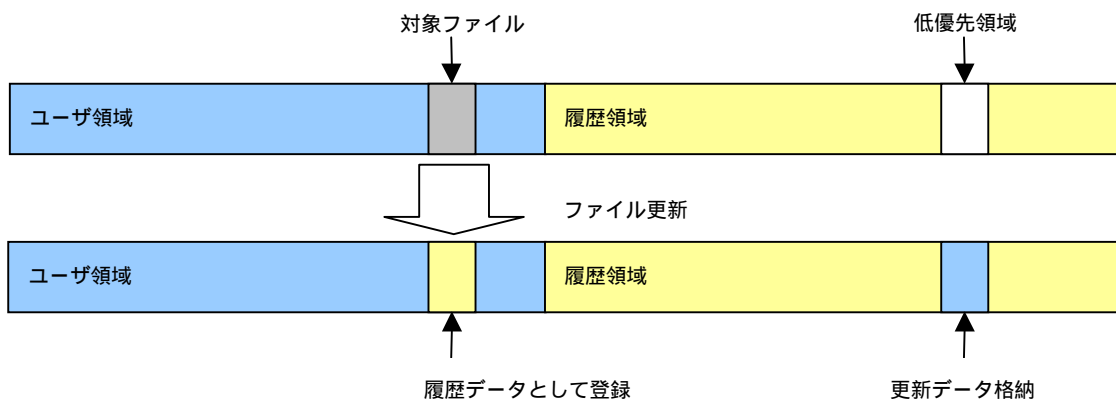 対象ファイル
低優先領域
ユーザ領域
履歴領域
ファイル更新
ユーザ領域
履歴領域
履歴データとして登録
更新データ格納